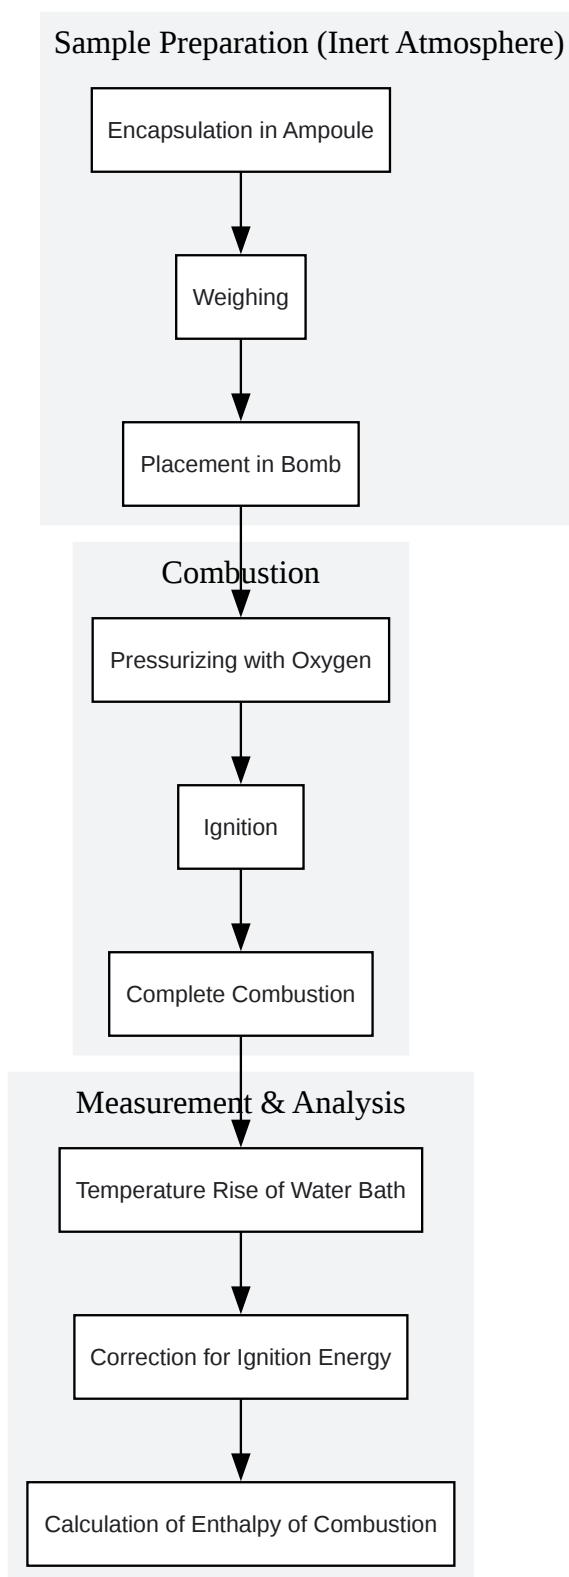 Sample Preparation (Inert Atmosphere)
Encapsulation in Ampoule
Weighing
Placement in Bomb
Combustion
Pressurizing with Oxygen
Ignition
Complete Combustion
Measurement & Analysis
Temperature Rise of Water Bath
Correction for Ignition Energy
Calculation of Enthalpy of Combustion